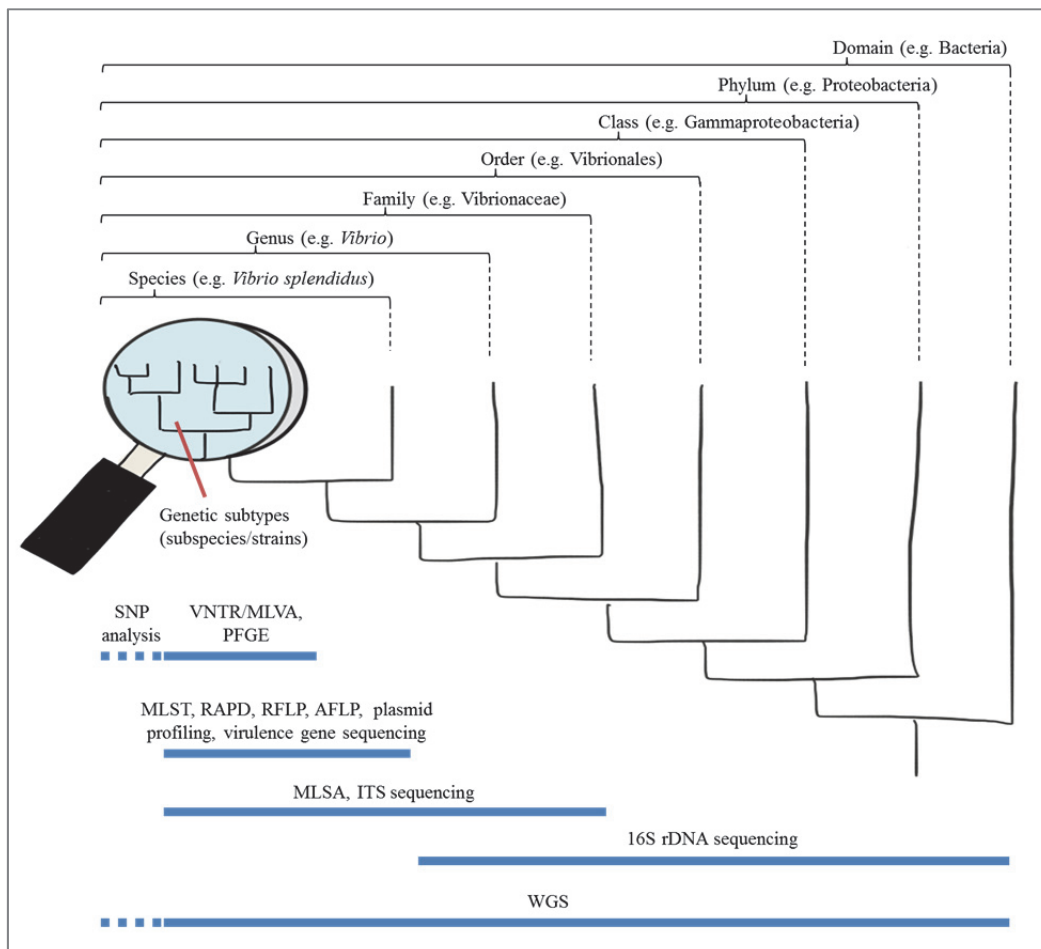 Domain (e.g. Bacteria)
Phylum (e.g. Proteobacteria)
Class (e.g. Gammaproteobacteria)
Order (e.g. Vibrionales)
Family (e.g. Vibrionaceae)
Genus (e.g. Vibrio)
Species (e.g. Vibrio splendidus)
Genetic subtypes
(subspecies/strains)
SNP
analysis
VNTR/MLVA,
PFGE
MLST, RAPD, RFLP, AFLP, plasmid
profiling, virulence gene sequencing
MLSA, ITS sequencing
16S rDNA sequencing
WGS